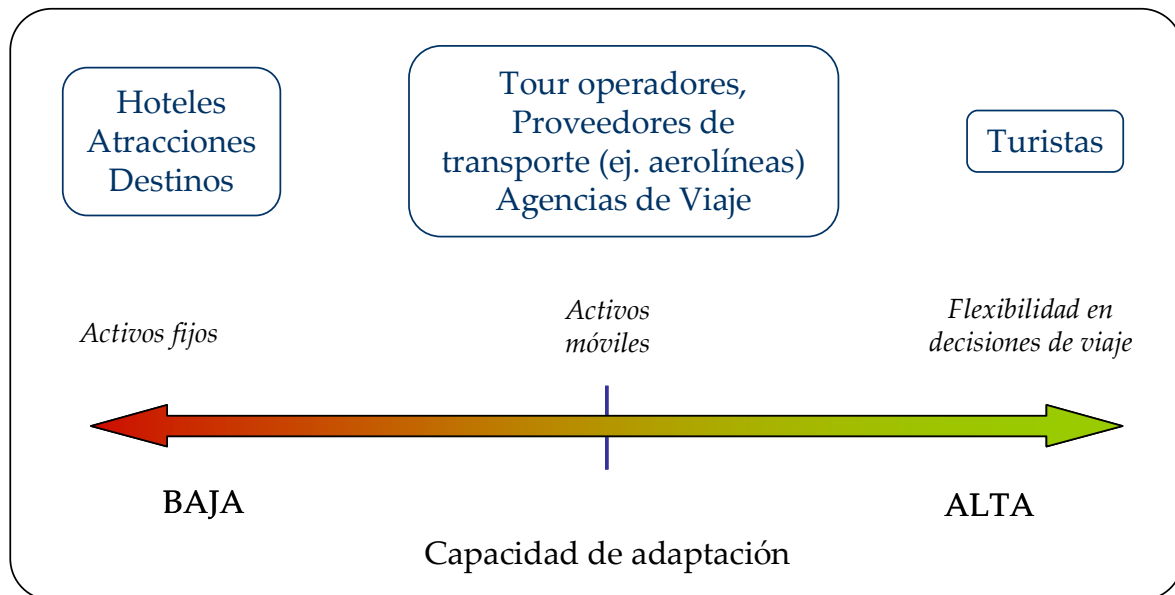 Hoteles
Atracciones
Destinos
Tour operadores,
Proveedores de
transporte (ej. aerolíneas)
Agencias de Viaje
Turistas
Activos fijos
Activos
móviles
Flexibilidad en
decisiones de viaje
BAJA
ALTA
Capacidad de adaptación